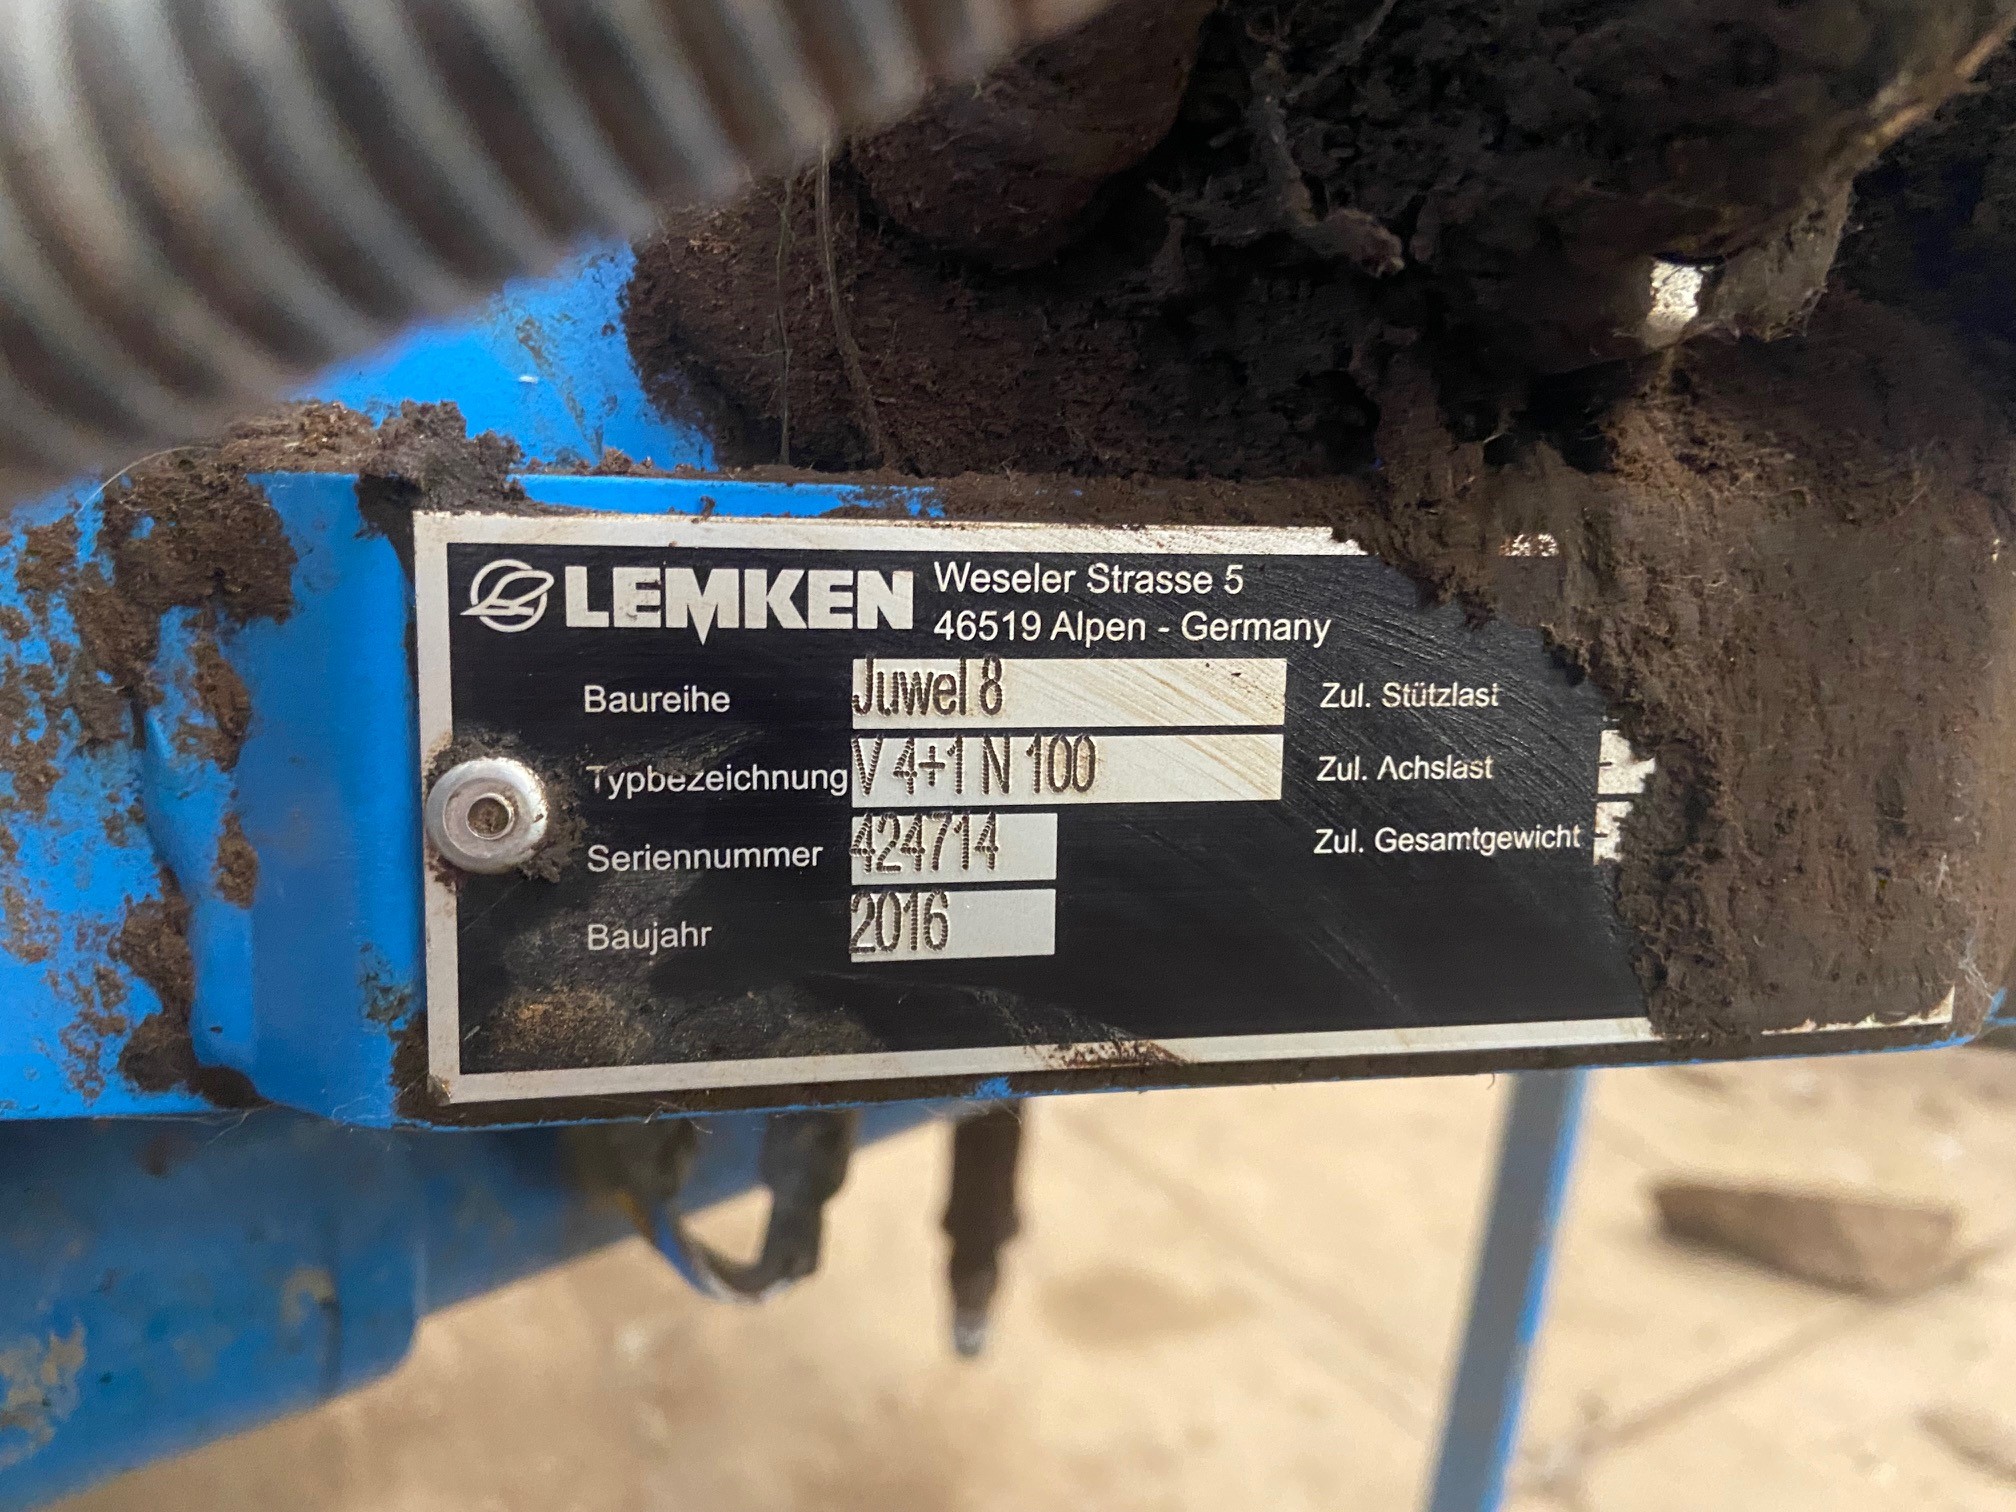 LEMKEN
Weseler Strasse 5
46519 Alpen - Germany
Baureihe Juwel 8
Typbezeichnung V 4+1 N 100
Seriennummer 424714
Baujahr 2016
Zul. Stützlast
Zul. Achslast
Zul. Gesamtgewicht